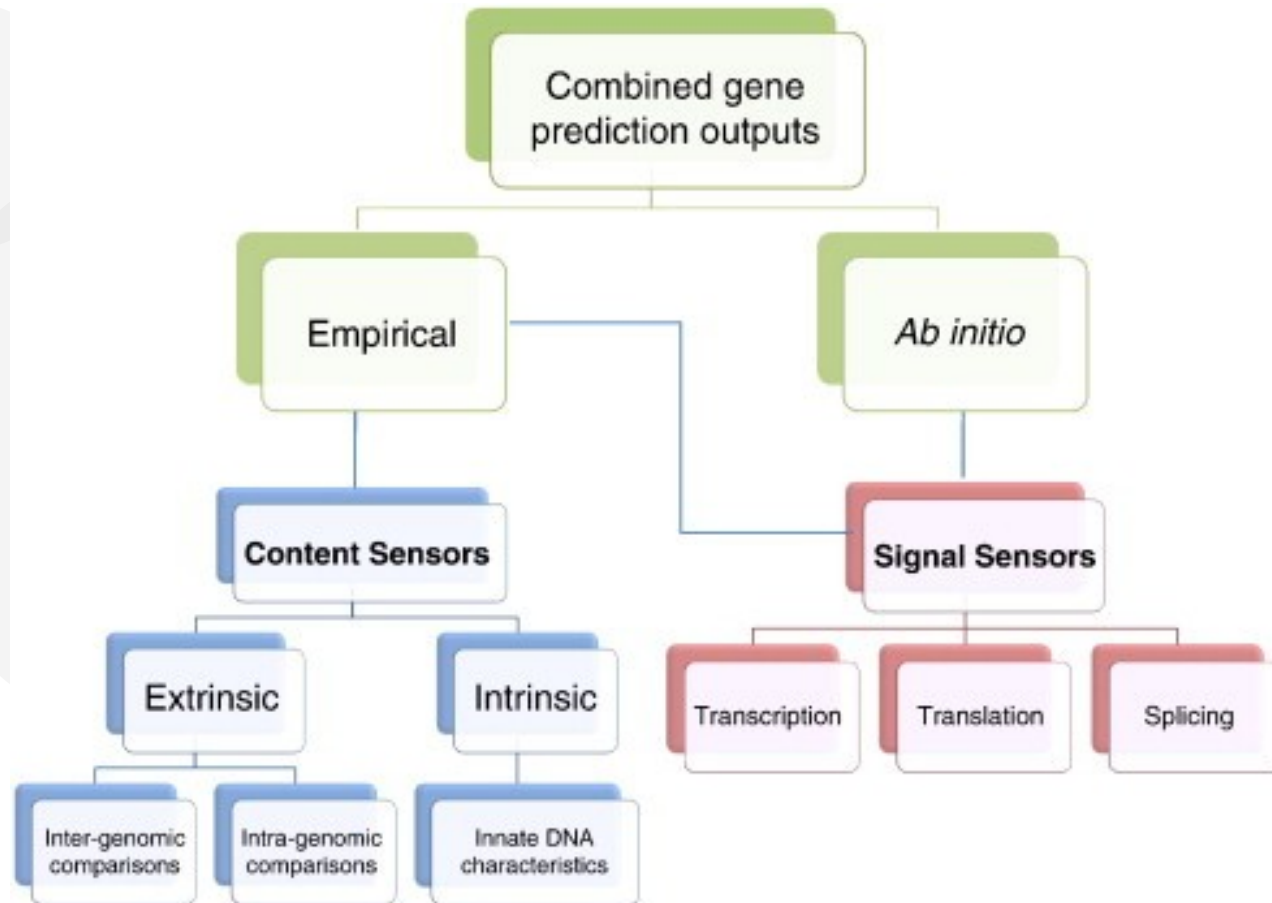 Combined gene
prediction outputs
Empirical
Ab initio
Content Sensors
Signal Sensors
Extrinsic
Intrinsic
Transcription
Translation
Splicing
Inter-genomic
comparisons
Intra-genomic
comparisons
Innate DNA
characteristics